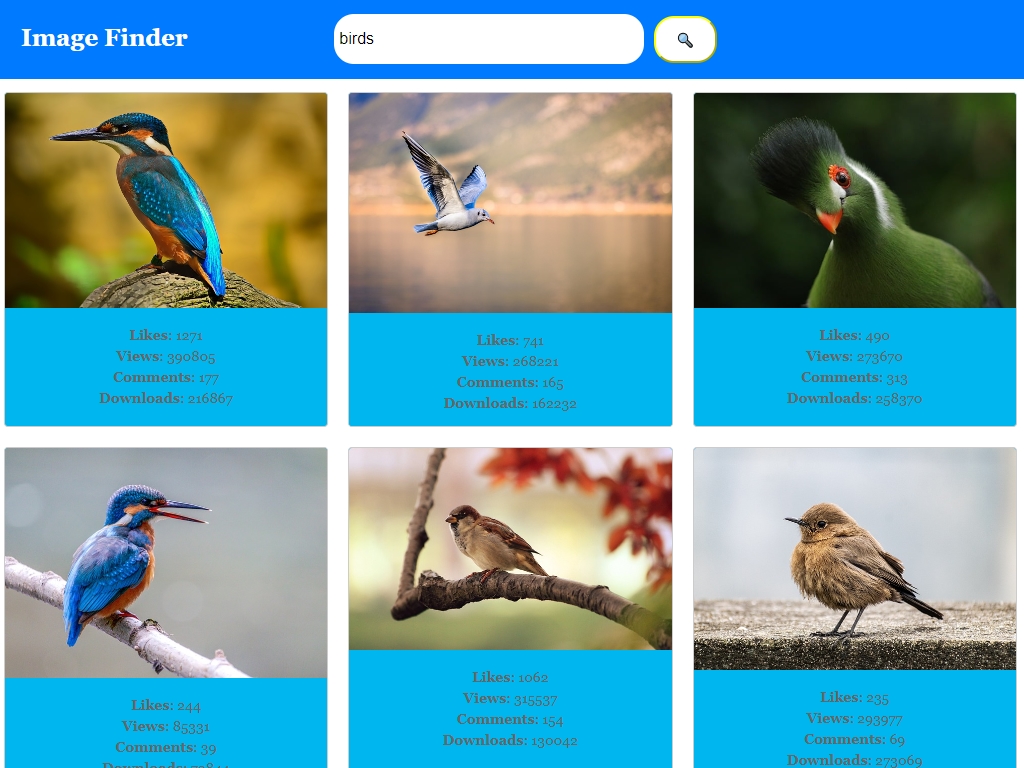 Image Finder
birds
Likes: 1271
Views: 390805
Comments: 177
Downloads: 216867
Likes: 741
Views: 268221
Comments: 165
Downloads: 162232
Likes: 490
Views: 273670
Comments: 313
Downloads: 258370
Likes: 244
Views: 85331
Comments: 39
Likes: 1062
Views: 315537
Comments: 154
Downloads: 130042
Likes: 235
Views: 293977
Comments: 69
Downloads: 273069